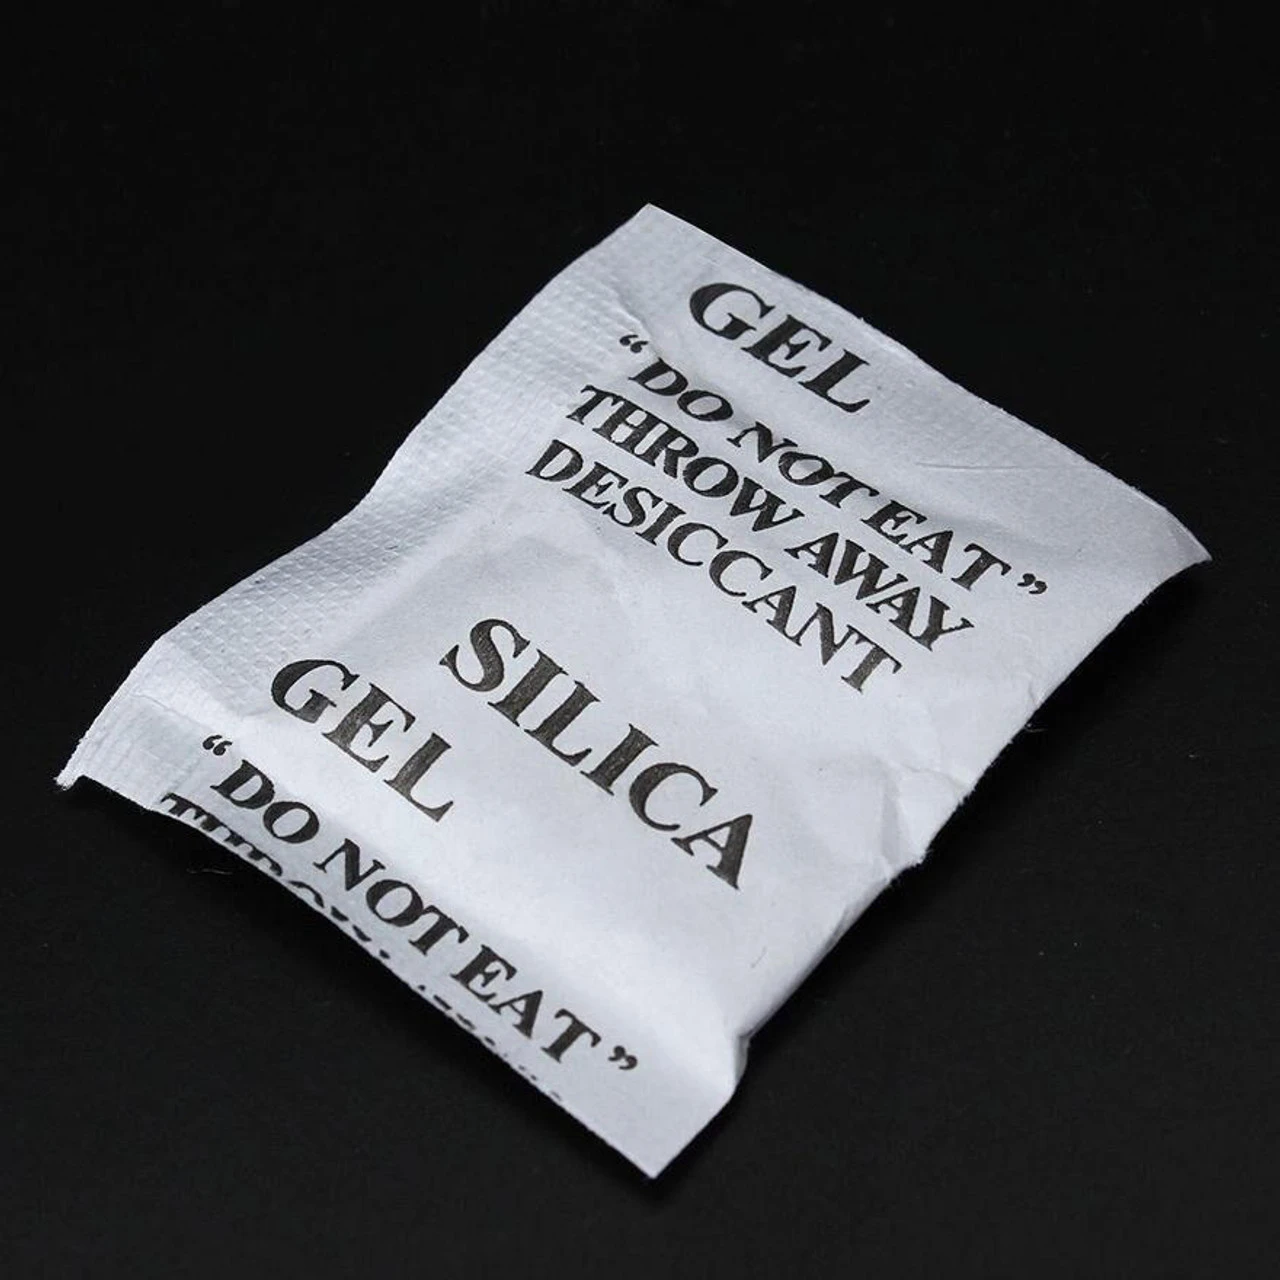 GEL
“DO NOT EAT”
THROW AWAY
DESICCANT
SILICA
GEL
“DO NOT EAT”